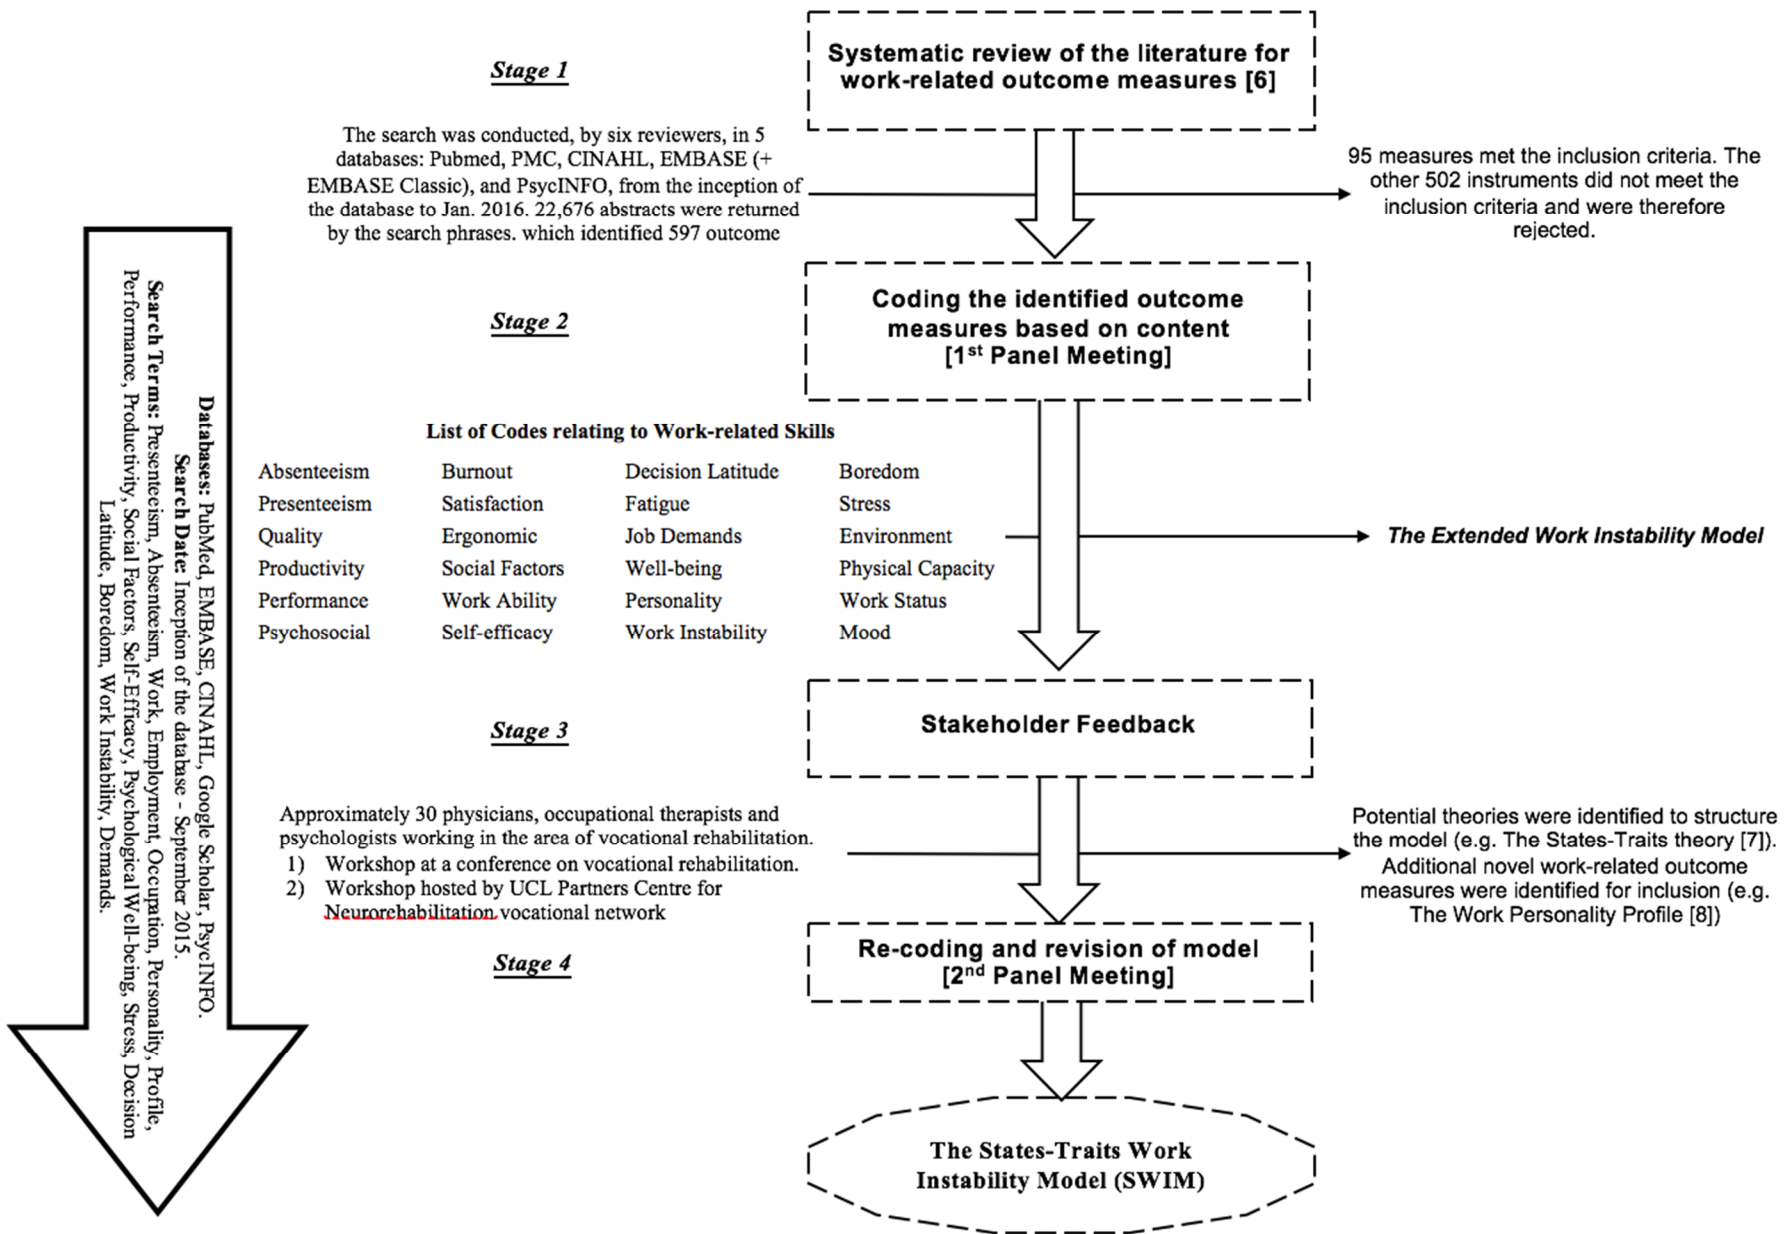 Systematic review of the literature for
work-related outcome measures [6]
Stage 1
The search was conducted, by six reviewers, in 5
databases: Pubmed, PMC, CINAHL, EMBASE (+
EMBASE Classic), and PsycINFO, from the inception of
the database to Jan. 2016. 22,676 abstracts were returned
by the search phrases. which identified 597 outcome
95 measures met the inclusion criteria. The
other 502 instruments did not meet the
inclusion criteria and were therefore
rejected.
Stage 2
Coding the identified outcome
measures based on content
[1st Panel Meeting]
List of Codes relating to Work-related Skills
Absenteeism Burnout Decision Latitude Boredom
Presenteeism Satisfaction Fatigue Stress
Quality Ergonomic Job Demands Environment
Productivity Social Factors Well-being Physical Capacity
Performance Work Ability Personality Work Status
Psychosocial Self-efficacy Work Instability Mood
The Extended Work Instability Model
Stage 3
Stakeholder Feedback
Approximately 30 physicians, occupational therapists and
psychologists working in the area of vocational rehabilitation.
1) Workshop at a conference on vocational rehabilitation.
2) Workshop hosted by UCL Partners Centre for
Neurorehabilitation vocational network
Potential theories were identified to structure
the model (e.g. The States-Traits theory [7]).
Additional novel work-related outcome
measures were identified for inclusion (e.g.
The Work Personality Profile [8])
Stage 4
Re-coding and revision of model
[2nd Panel Meeting]
The States-Traits Work
Instability Model (SWIM)
Databases: PubMed, EMBASE, CINAHL, Google Scholar, PsycINFO.
Search Date: Inception of the database - September 2015.
Search Terms: Presenteeism, Absenteeism, Work, Employment, Occupation, Personality, Profile,
Performance, Productivity, Social Factors, Self-Efficacy, Psychological Well-being, Stress, Decision
Latitude, Boredom, Work Instability, Demands.